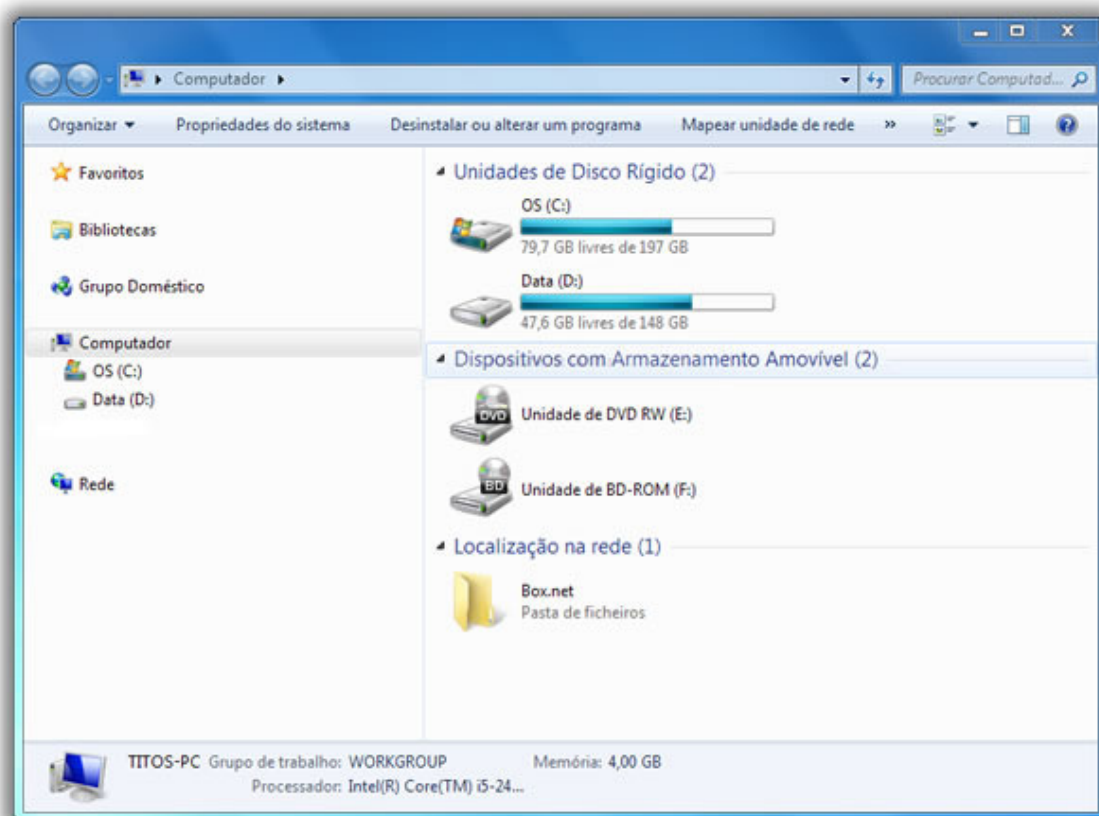 Computador
Procurar Computad...
Organizar Propriedades do sistema Desinstalar ou alterar um programa Mapear unidade de rede »
Favoritos
Bibliotecas
Grupo Doméstico
Computador
OS (C:)
Data (D:)
Rede
Unidades de Disco Rígido (2)
OS (C:)
79,7 GB livres de 197 GB
Data (D:)
47,6 GB livres de 148 GB
Dispositivos com Armazenamento Amovível (2)
DVD
Unidade de DVD RW (E:)
BD
Unidade de BD-ROM (F:)
Localização na rede (1)
Box.net
Pasta de ficheiros
TITOS-PC Grupo de trabalho: WORKGROUP Memória: 4,00 GB
Processador: Intel(R) Core(TM) i5-24...